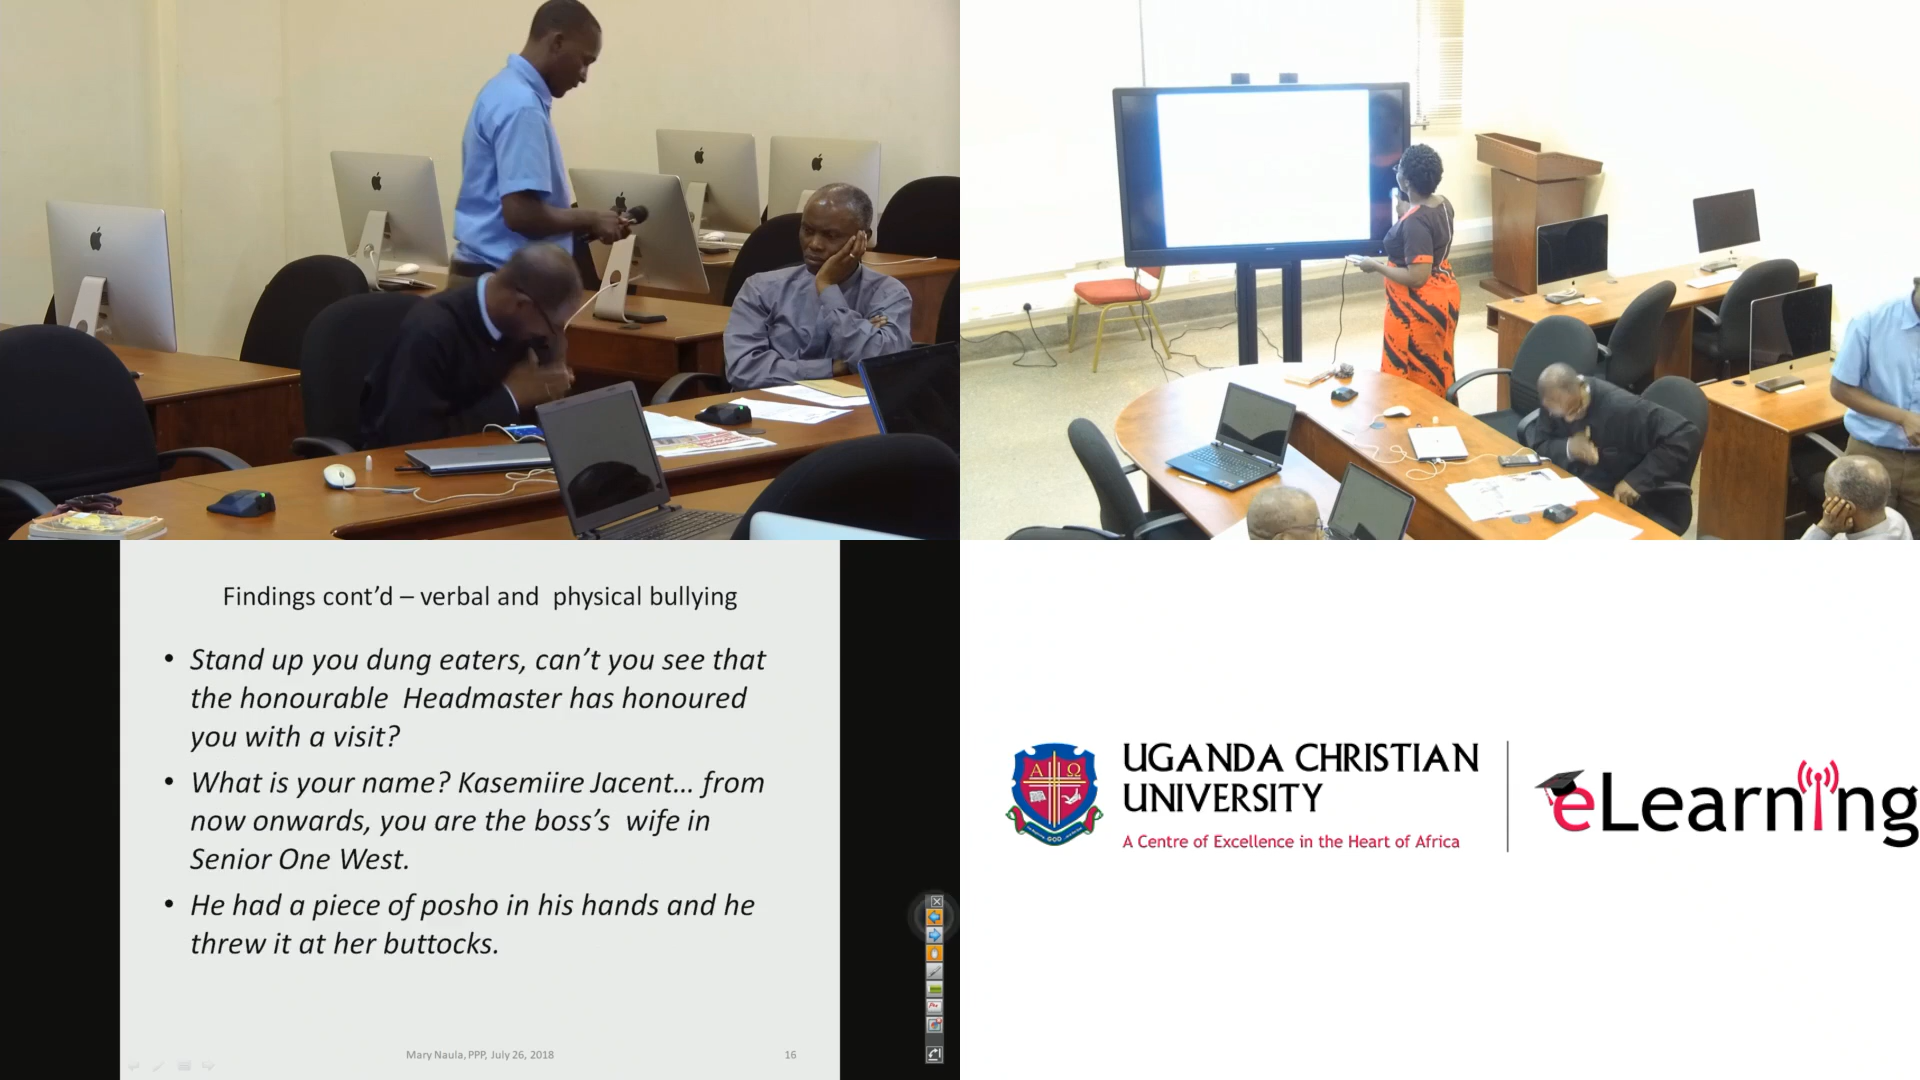 Findings cont’d – verbal and physical bullying
• Stand up you dung eaters, can’t you see that
the honourable Headmaster has honoured
you with a visit?
• What is your name? Kasemiire Jacent... from
now onwards, you are the boss’s wife in
Senior One West.
• He had a piece of posho in his hands and he
threw it at her buttocks.
Mary Naula, PPP, July 26, 2018
16
UGANDA CHRISTIAN
UNIVERSITY
A Centre of Excellence in the Heart of Africa
eLearning
Α Ω
GOD